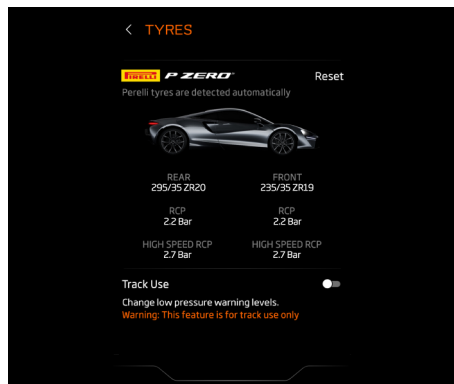 < TYRES
PIRELLI P ZERO™ Reset
Perelli tyres are detected automatically
REAR FRONT
295/35 ZR20 235/35 ZR19
RCP RCP
2.2 Bar 2.2 Bar
HIGH SPEED RCP HIGH SPEED RCP
2.7 Bar 2.7 Bar
Track Use
Change low pressure warning levels.
Warning: This feature is for track use only